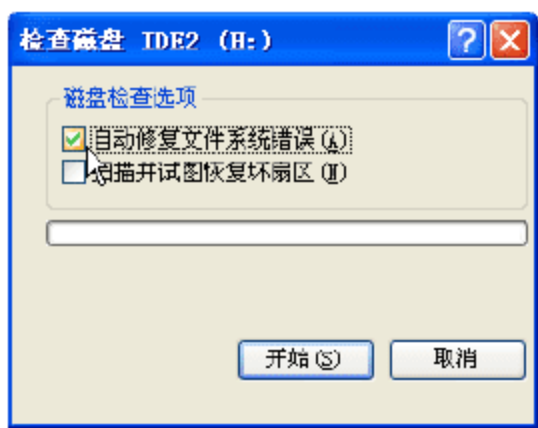 检查磁盘 IDE2 (H:)
磁盘检查选项
自动修复文件系统错误(A)
扫描并试图恢复坏扇区(N)
开始(S)
取消